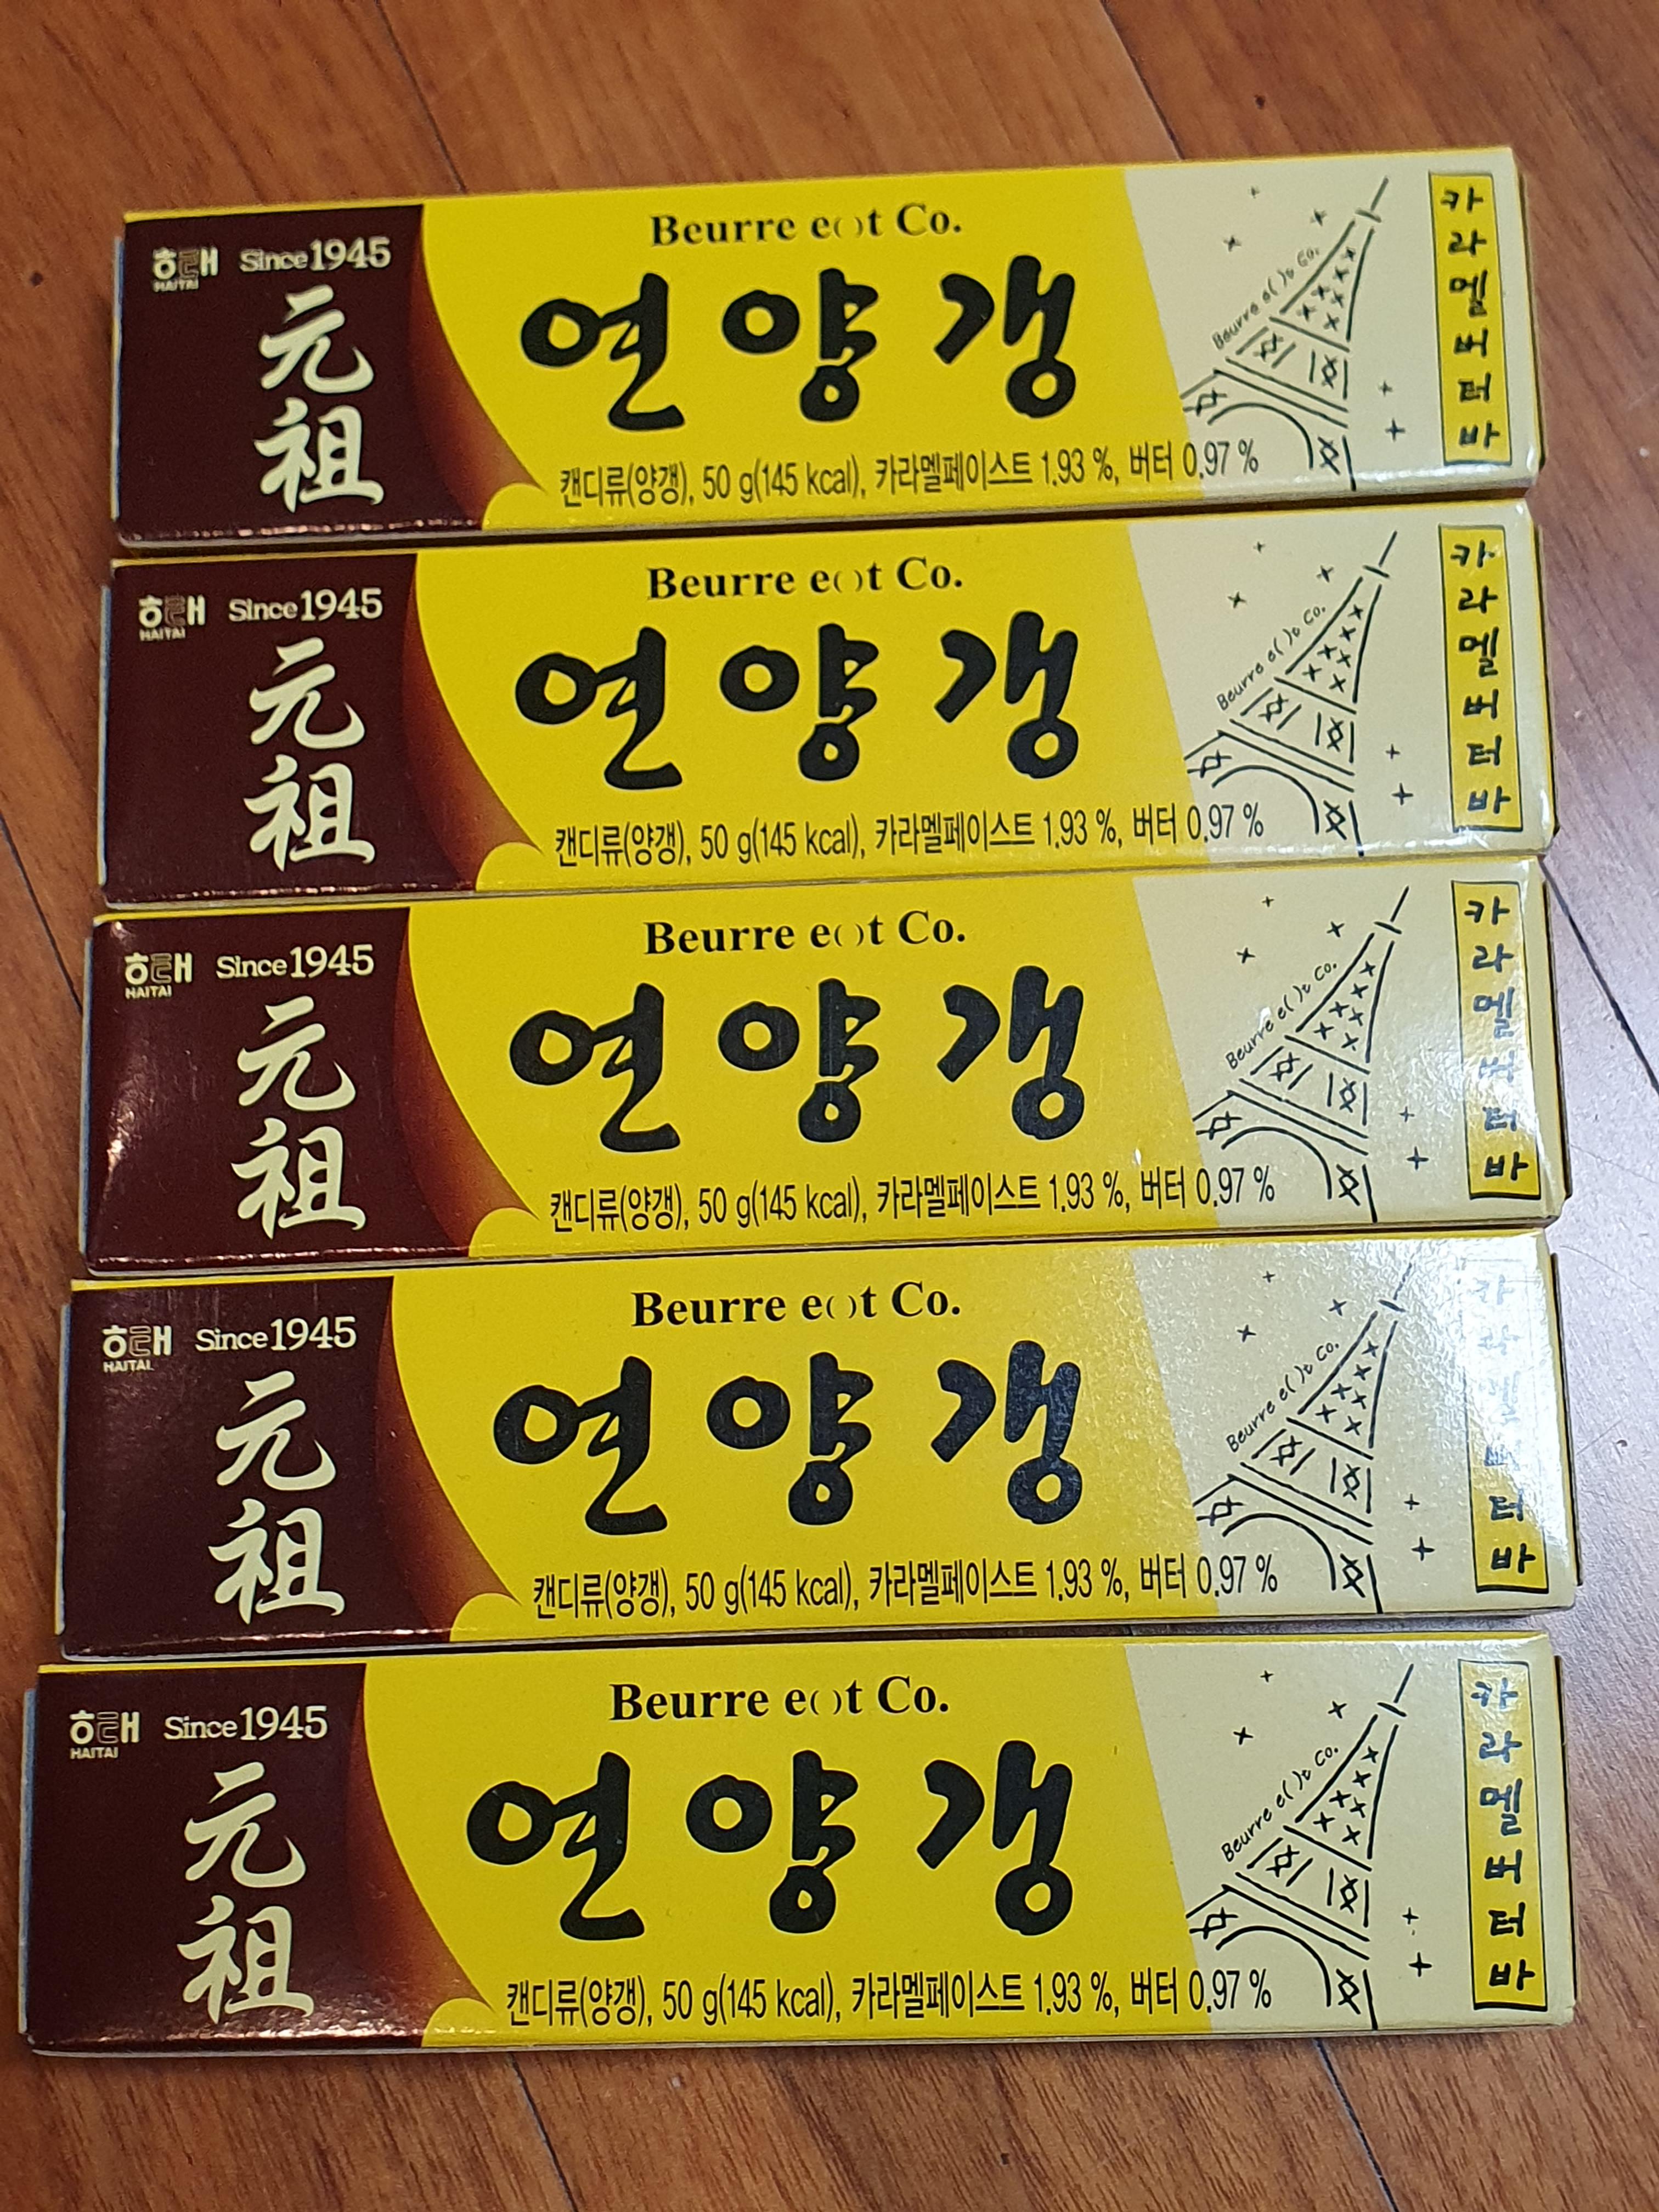 해태 Since 1945
HAITAI
元祖
Beurre e( )t Co.
연양갱
캔디류(양갱), 50 g(145 kcal), 카라멜페이스트 1.93 %, 버터 0.97 %
Beurre e( )t Co.
카라멜버터바
해태 Since 1945
HAITAI
元祖
Beurre e( )t Co.
연양갱
캔디류(양갱), 50 g(145 kcal), 카라멜페이스트 1.93 %, 버터 0.97 %
Beurre e( )t Co.
카라멜버터바
해태 Since 1945
HAITAI
元祖
Beurre e( )t Co.
연양갱
캔디류(양갱), 50 g(145 kcal), 카라멜페이스트 1.93 %, 버터 0.97 %
Beurre e( )t Co.
카라멜버터바
해태 Since 1945
HAITAI
元祖
Beurre e( )t Co.
연양갱
캔디류(양갱), 50 g(145 kcal), 카라멜페이스트 1.93 %, 버터 0.97 %
Beurre e( )t Co.
카라멜버터바
해태 Since 1945
HAITAI
元祖
Beurre e( )t Co.
연양갱
캔디류(양갱), 50 g(145 kcal), 카라멜페이스트 1.93 %, 버터 0.97 %
Beurre e( )t Co.
카라멜버터바